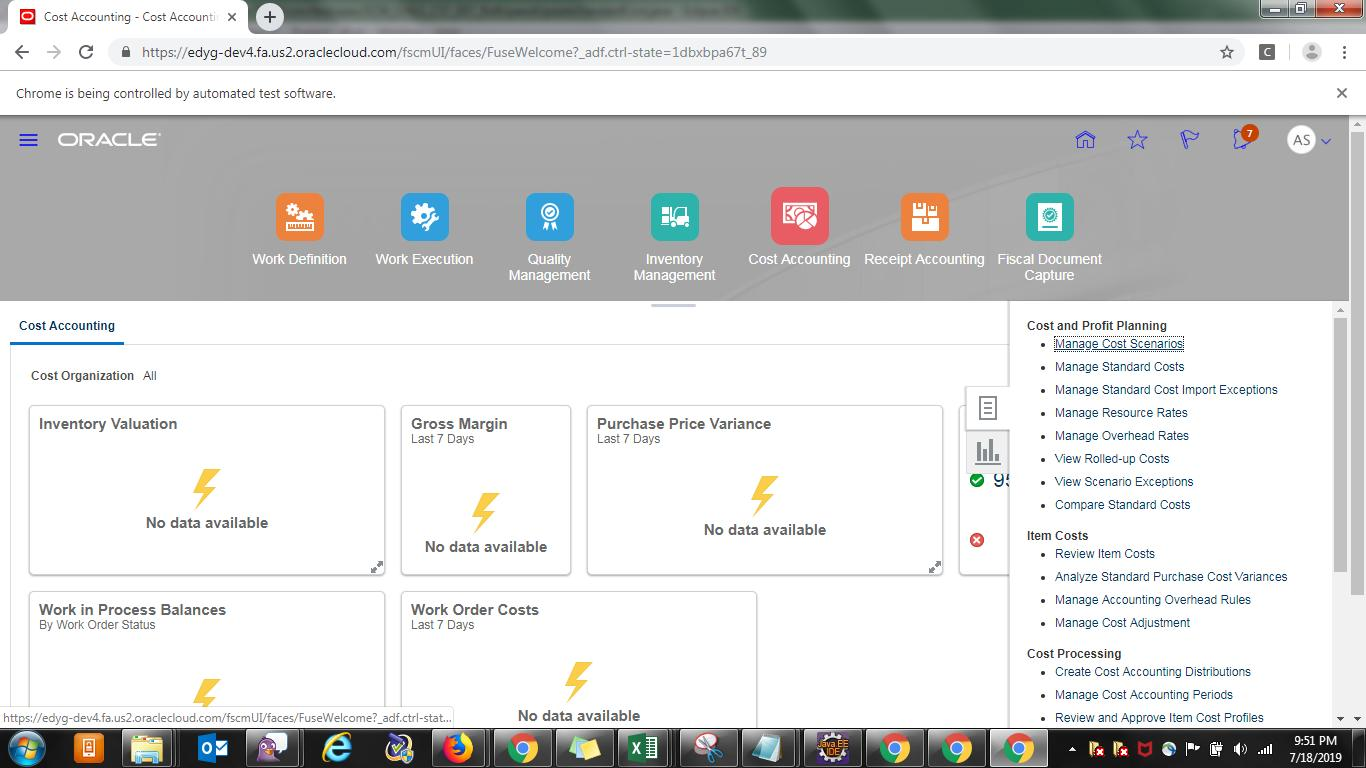 Cost Accounting - Cost Accountin
https://edyg-dev4.fa.us2.oraclecloud.com/fscmUI/faces/FuseWelcome?_adf.ctrl-state=1dbxbpa67t_89
C
Chrome is being controlled by automated test software.
ORACLE
7
AS
Work Definition
Work Execution
Quality
Management
Inventory
Management
Cost Accounting
Receipt Accounting
Fiscal Document
Capture
Cost Accounting
Cost Organization All
Inventory Valuation
No data available
Gross Margin
Last 7 Days
No data available
Purchase Price Variance
Last 7 Days
No data available
Work in Process Balances
By Work Order Status
Work Order Costs
Last 7 Days
No data available
Cost and Profit Planning
Manage Cost Scenarios
Manage Standard Costs
Manage Standard Cost Import Exceptions
Manage Resource Rates
Manage Overhead Rates
View Rolled-up Costs
View Scenario Exceptions
Compare Standard Costs
Item Costs
Review Item Costs
Analyze Standard Purchase Cost Variances
Manage Accounting Overhead Rules
Manage Cost Adjustment
Cost Processing
Create Cost Accounting Distributions
Manage Cost Accounting Periods
Review and Approve Item Cost Profiles
https://edyg-dev4.fa.us2.oraclecloud.com/fscmUI/faces/FuseWelcome?_adf.ctrl-stat...
Java EE
IDE
9:51 PM
7/18/2019